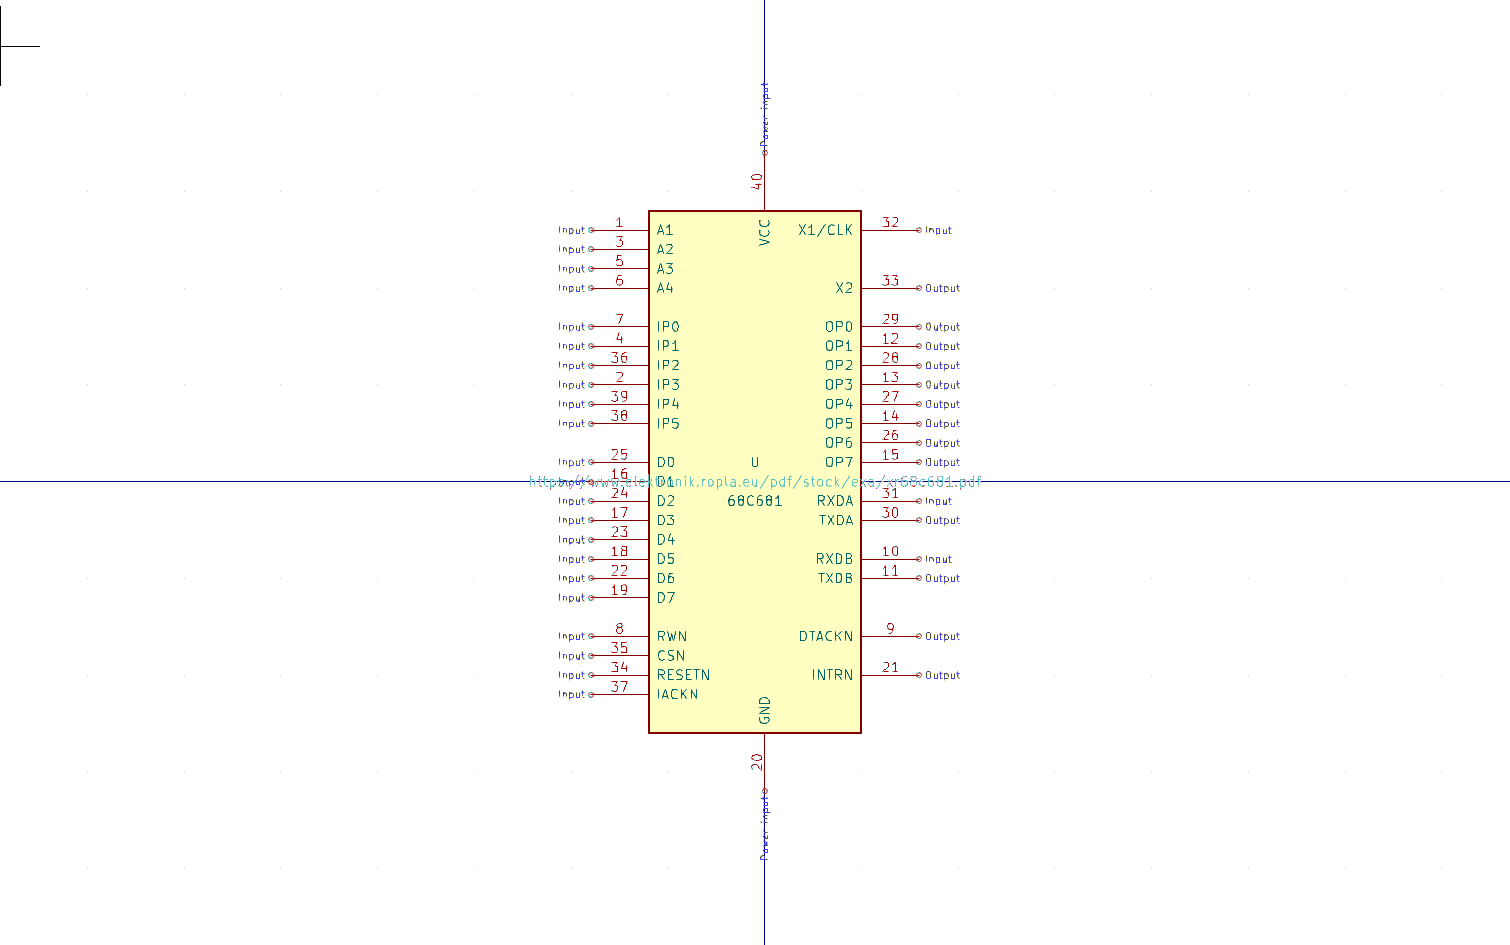 Power input
40
VCC
Input 1 A1 X1/CLK 32 Input
Input 3 A2
Input 5 A3
Input 6 A4 X2 33 Output
Input 7 IP0 OP0 29 Output
Input 4 IP1 OP1 12 Output
Input 36 IP2 OP2 28 Output
Input 2 IP3 OP3 13 Output
Input 39 IP4 OP4 27 Output
Input 38 IP5 OP5 14 Output
OP6 26 Output
Input 25 D0 U OP7 15 Output
Input 16 D1
https://www.elektronik.ropla.eu/pdf/stock/exa/xr68c681.pdf
Input 24 D2 68C681 RXDA 31 Input
Input 17 D3 TXDA 30 Output
Input 23 D4
Input 18 D5 RXDB 10 Input
Input 22 D6 TXDB 11 Output
Input 19 D7
Input 8 RWN DTACKN 9 Output
Input 35 CSN
Input 34 RESETN INTRN 21 Output
Input 37 IACKN
GND
20
Power input